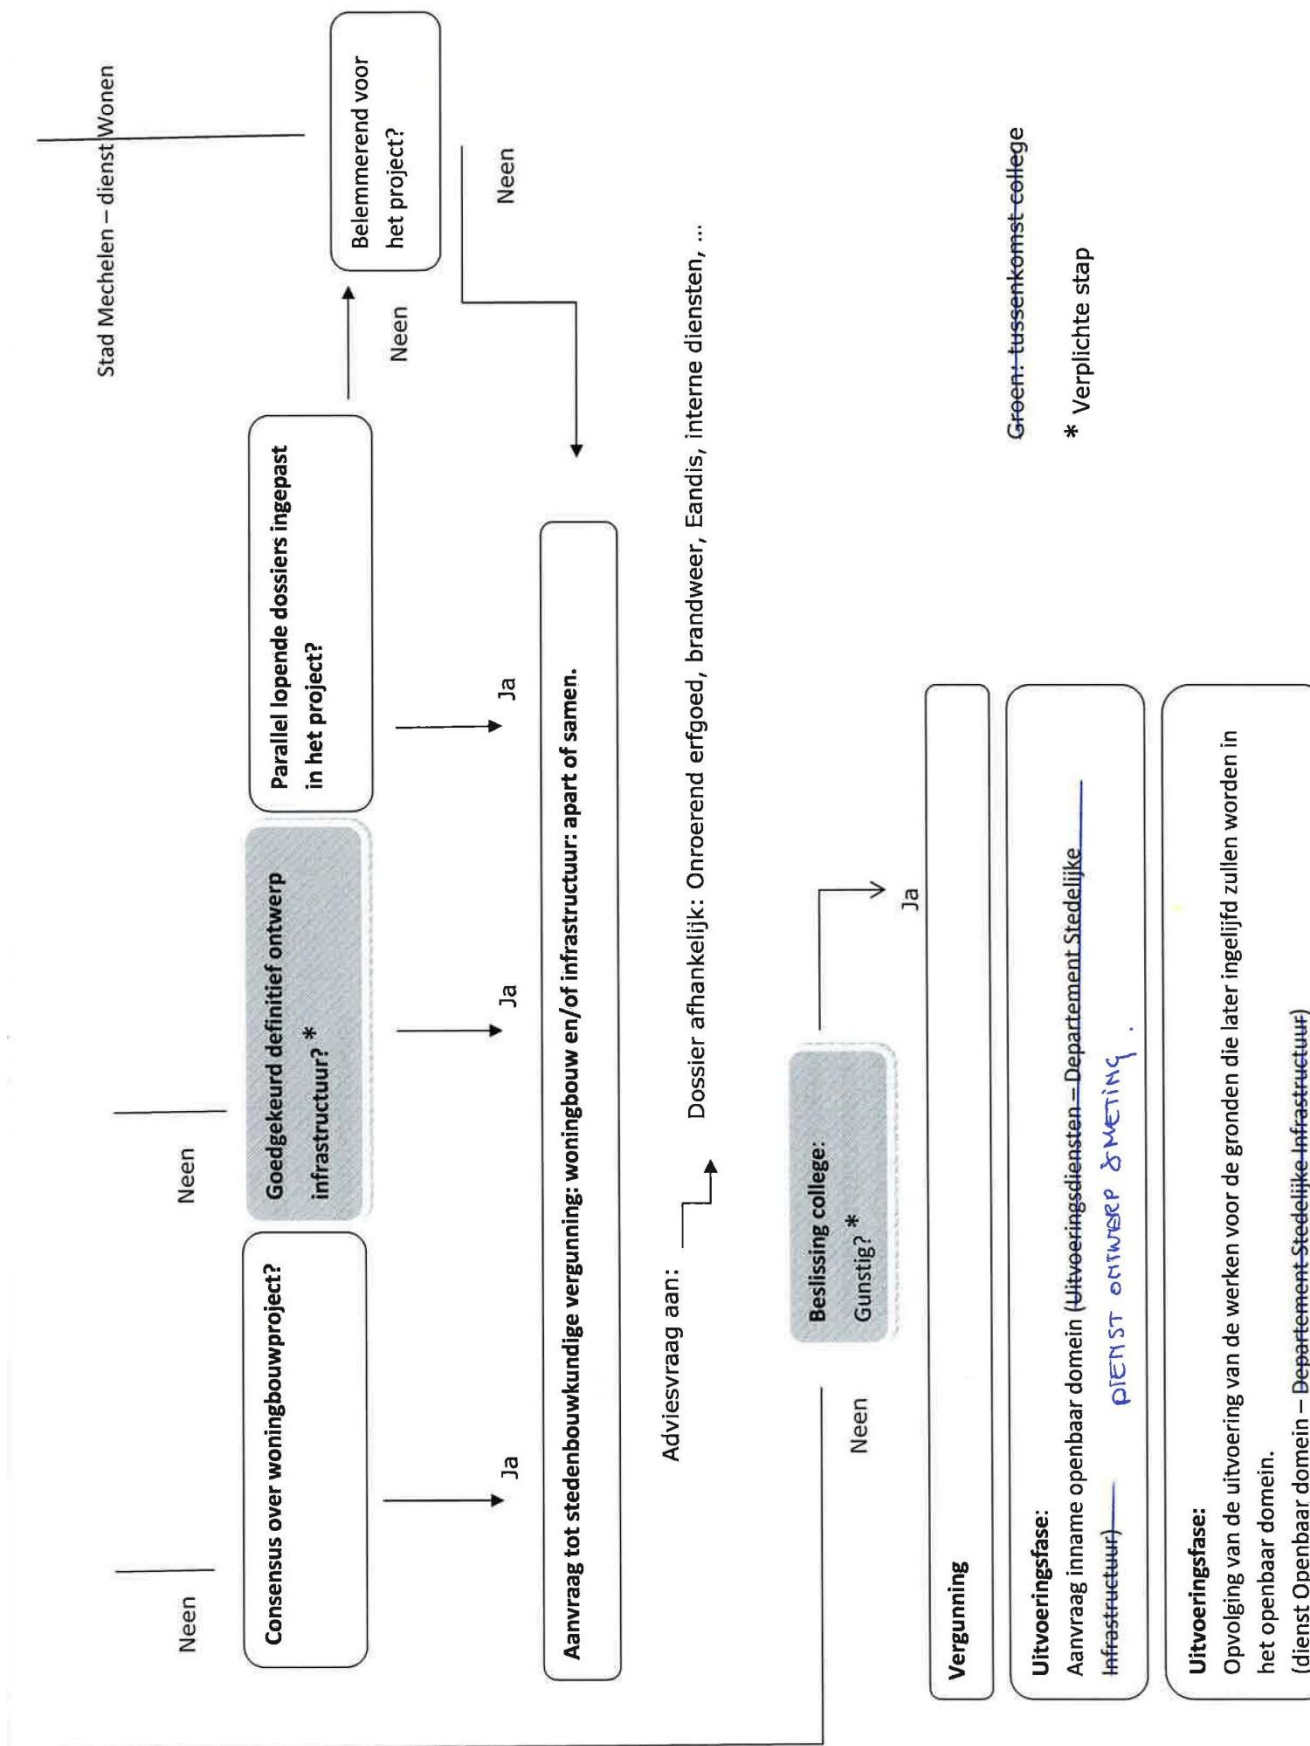 Stad Mechelen – dienst Wonen
Neen
Neen
Consensus over woningbouwproject?
Goedgekeurd definitief ontwerp
infrastructuur? *
Parallel lopende dossiers ingepast
in het project?
Neen
Belemmerend voor
het project?
Ja
Ja
Ja
Neen
Aanvraag tot stedenbouwkundige vergunning: woningbouw en/of infrastructuur: apart of samen.
Adviesvraag aan:
Dossier afhankelijk: Onroerend erfgoed, brandweer, Eandis, interne diensten, ...
Beslissing college:
Gunstig? *
Neen
Ja
Vergunning
Groen: tussenkomst college
* Verplichte stap
Uitvoeringsfase:
Aanvraag inname openbaar domein (Uitvoeringsdiensten – Departement Stedelijke
Infrastructuur)
DIENST ONTWERP & METING.
Uitvoeringsfase:
Opvolging van de uitvoering van de werken voor de gronden die later ingelijfd zullen worden in
het openbaar domein.
(dienst Openbaar domein – Departement Stedelijke Infrastructuur)